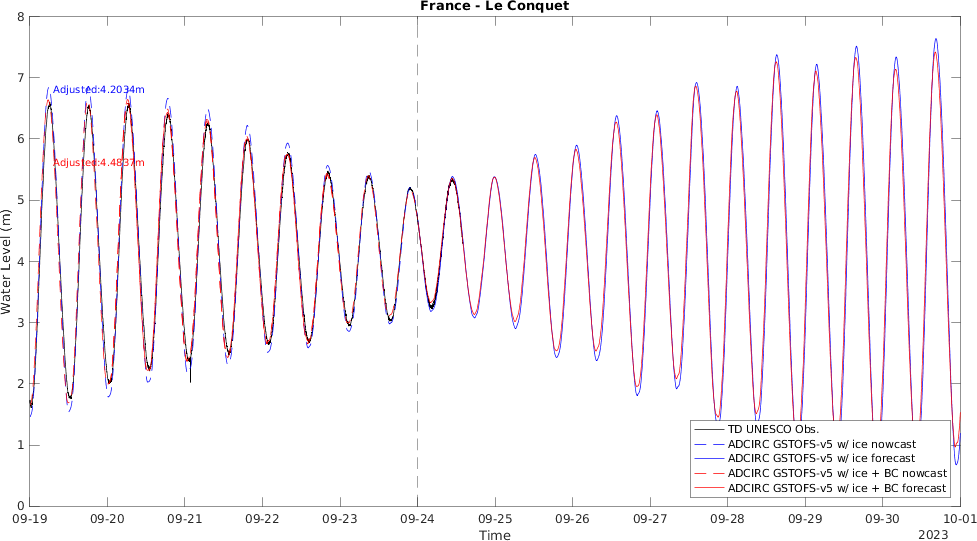 France - Le Conquet
8
7
6
5
4
3
2
1
0
Water Level (m)
Adjusted:4.2034m
Adjusted:4.4837m
TD UNESCO Obs.
ADCIRC GSTOFS-v5 w/ ice nowcast
ADCIRC GSTOFS-v5 w/ ice forecast
ADCIRC GSTOFS-v5 w/ ice + BC nowcast
ADCIRC GSTOFS-v5 w/ ice + BC forecast
09-19 09-20 09-21 09-22 09-23 09-24 09-25 09-26 09-27 09-28 09-29 09-30 10-01
Time
2023